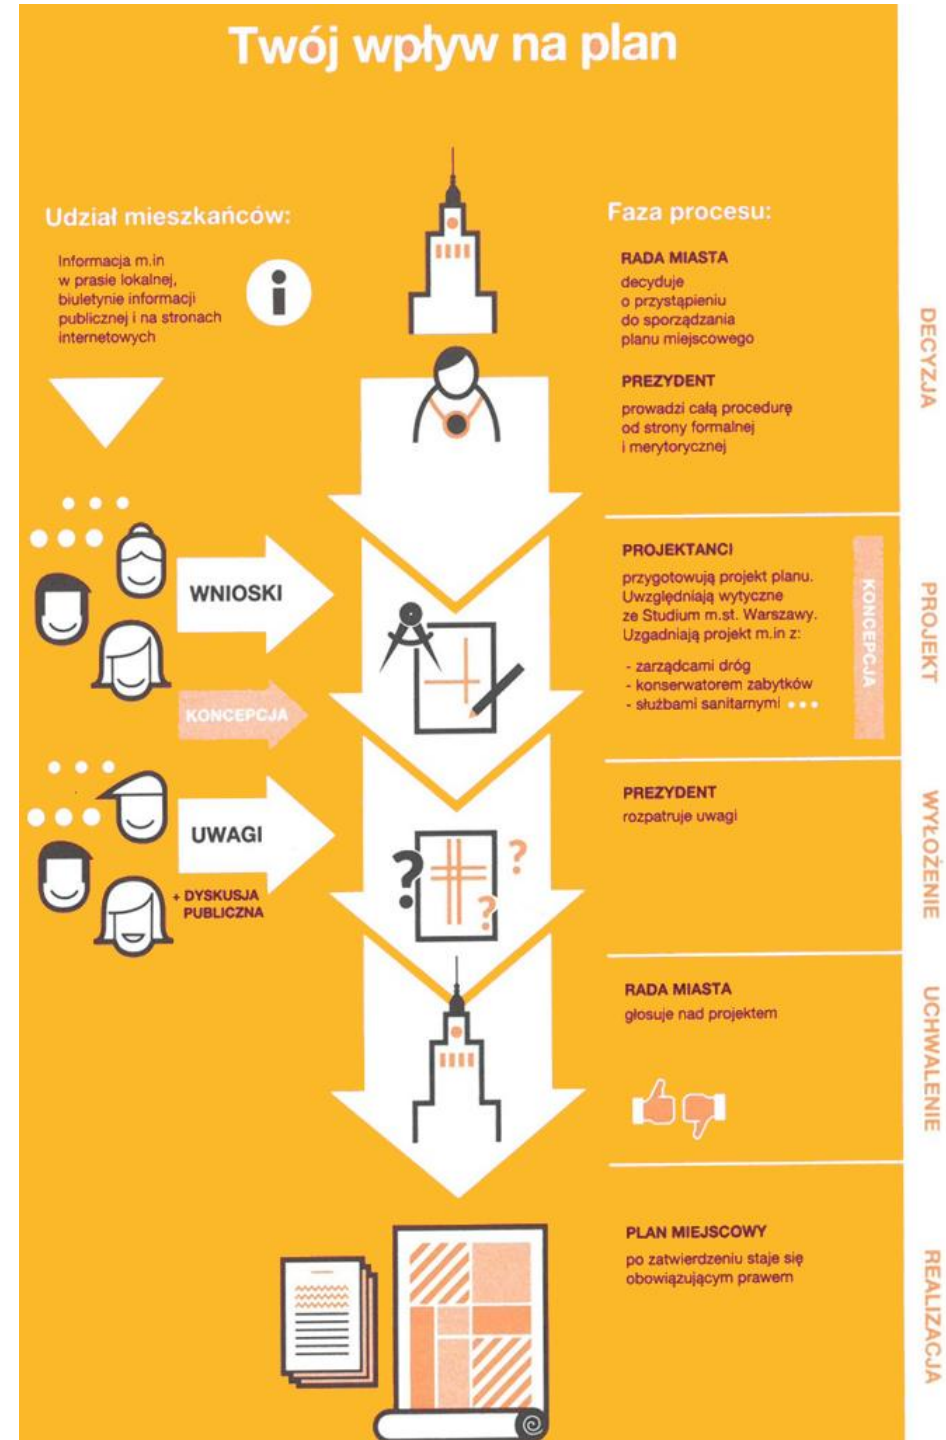 Twój wpływ na plan
Udział mieszkańców:
Informacja m.in
w prasie lokalnej,
biuletynie informacji
publicznej i na stronach
internetowych
i
Faza procesu:
RADA MIASTA
decyduje
o przystąpieniu
do sporządzania
planu miejscowego
PREZYDENT
prowadzi całą procedurę
od strony formalnej
i merytorycznej
DECYZJA
WNIOSKI
KONCEPCJA
PROJEKTANCI
przygotowują projekt planu.
Uwzględniają wytyczne
ze Studium m.st. Warszawy.
Uzgadniają projekt m.in z:
- zarządcami dróg
- konserwatorem zabytków
- służbami sanitarnymi
KONCEPCJA
PROJEKT
UWAGI
+ DYSKUSJA
PUBLICZNA
? ? ?
PREZYDENT
rozpatruje uwagi
WYŁOŻENIE
RADA MIASTA
głosuje nad projektem
UCHWALENIE
PLAN MIEJSCOWY
po zatwierdzeniu staje się
obowiązującym prawem
REALIZACJA